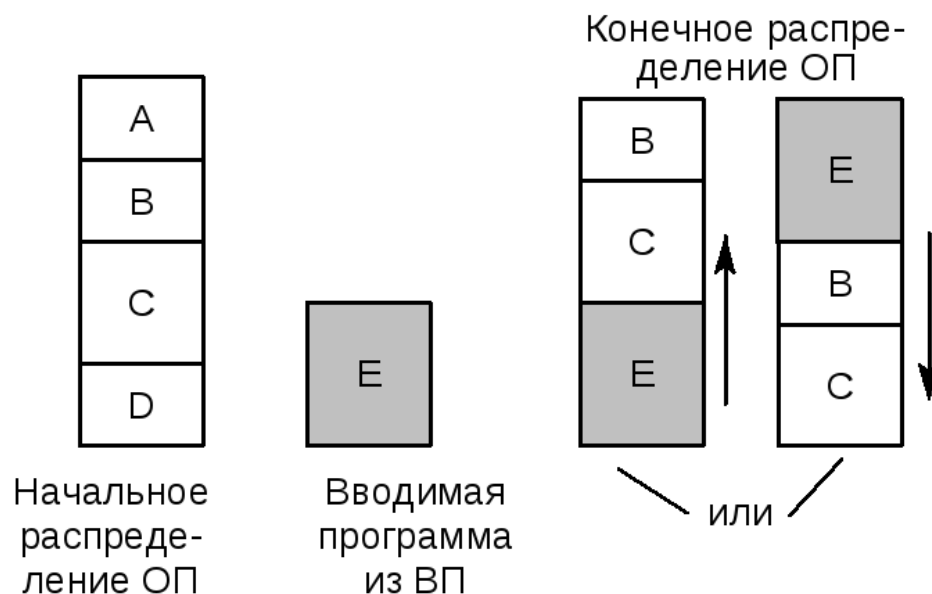 Конечное распре-
деление ОП
A
B
C
D
E
B
C
E
E
B
C
Начальное
распреде-
ление ОП
Вводимая
программа
из ВП
или